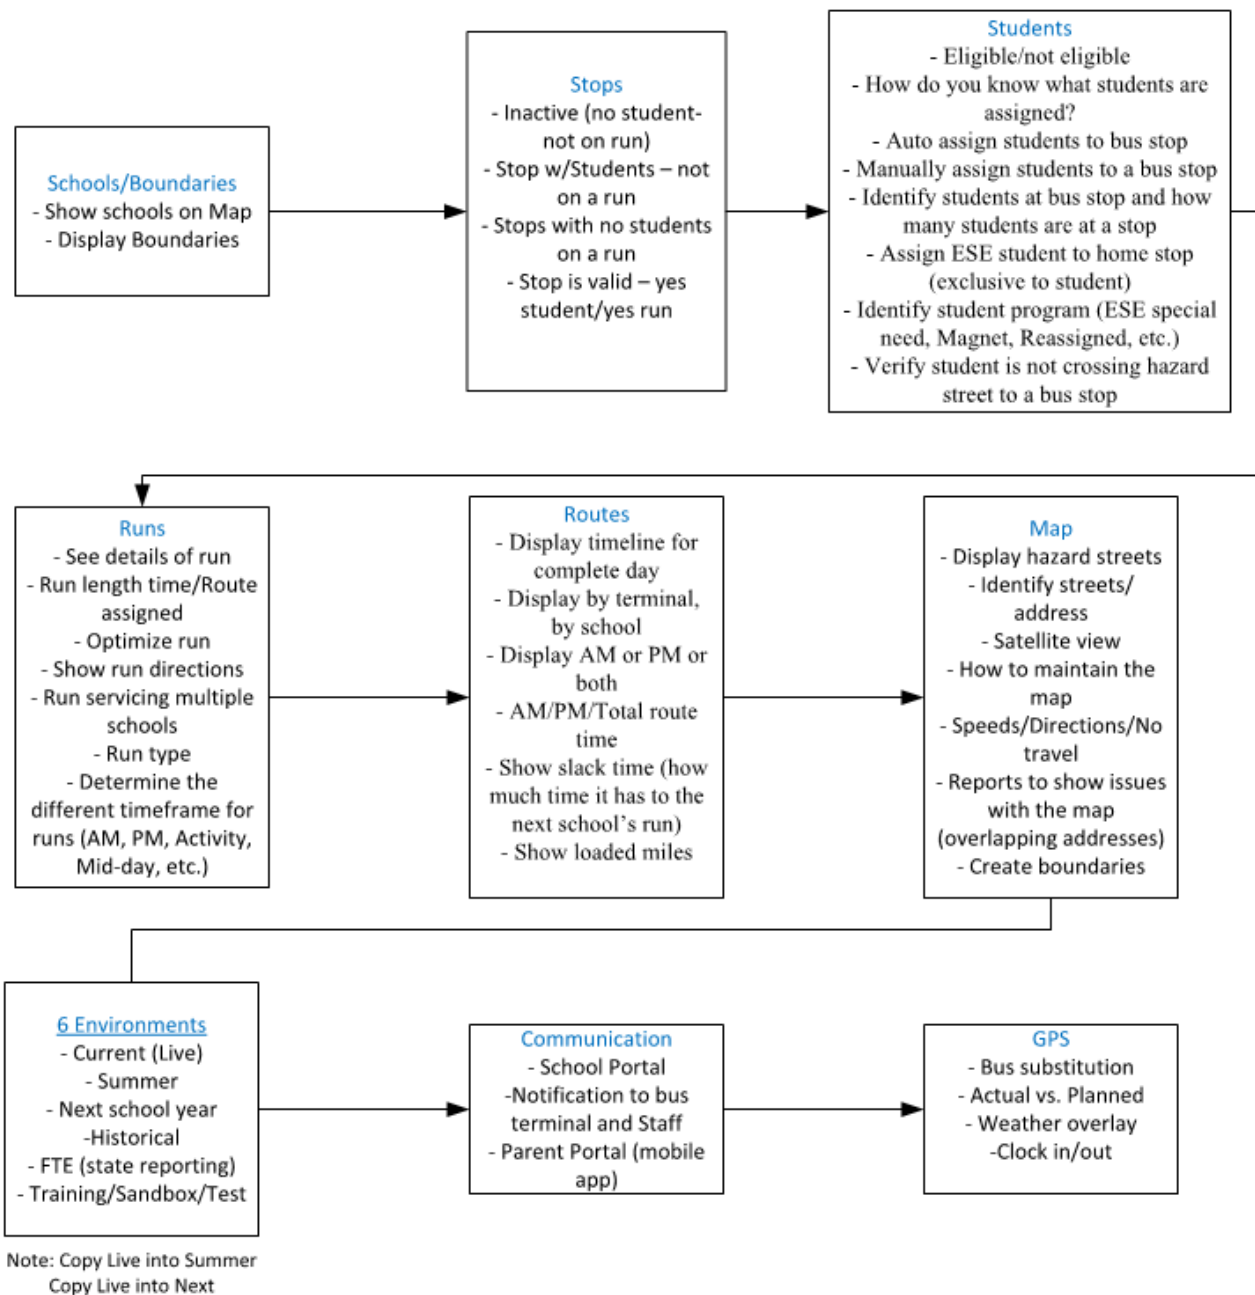 Schools/Boundaries
- Show schools on Map
- Display Boundaries
Stops
- Inactive (no student-
not on run)
- Stop w/Students – not
on a run
- Stops with no students
on a run
- Stop is valid – yes
student/yes run
Students
- Eligible/not eligible
- How do you know what students are
assigned?
- Auto assign students to bus stop
- Manually assign students to a bus stop
- Identify students at bus stop and how
many students are at a stop
- Assign ESE student to home stop
(exclusive to student)
- Identify student program (ESE special
need, Magnet, Reassigned, etc.)
- Verify student is not crossing hazard
street to a bus stop
Runs
- See details of run
- Run length time/Route
assigned
- Optimize run
- Show run directions
- Run servicing multiple
schools
- Run type
- Determine the
different timeframe for
runs (AM, PM, Activity,
Mid-day, etc.)
Routes
- Display timeline for
complete day
- Display by terminal,
by school
- Display AM or PM or
both
- AM/PM/Total route
time
- Show slack time (how
much time it has to the
next school’s run)
- Show loaded miles
Map
- Display hazard streets
- Identify streets/
address
- Satellite view
- How to maintain the
map
- Speeds/Directions/No
travel
- Reports to show issues
with the map
(overlapping addresses)
- Create boundaries
6 Environments
- Current (Live)
- Summer
- Next school year
-Historical
- FTE (state reporting)
- Training/Sandbox/Test
Note: Copy Live into Summer
Copy Live into Next
Communication
- School Portal
-Notification to bus
terminal and Staff
- Parent Portal (mobile
app)
GPS
- Bus substitution
- Actual vs. Planned
- Weather overlay
-Clock in/out